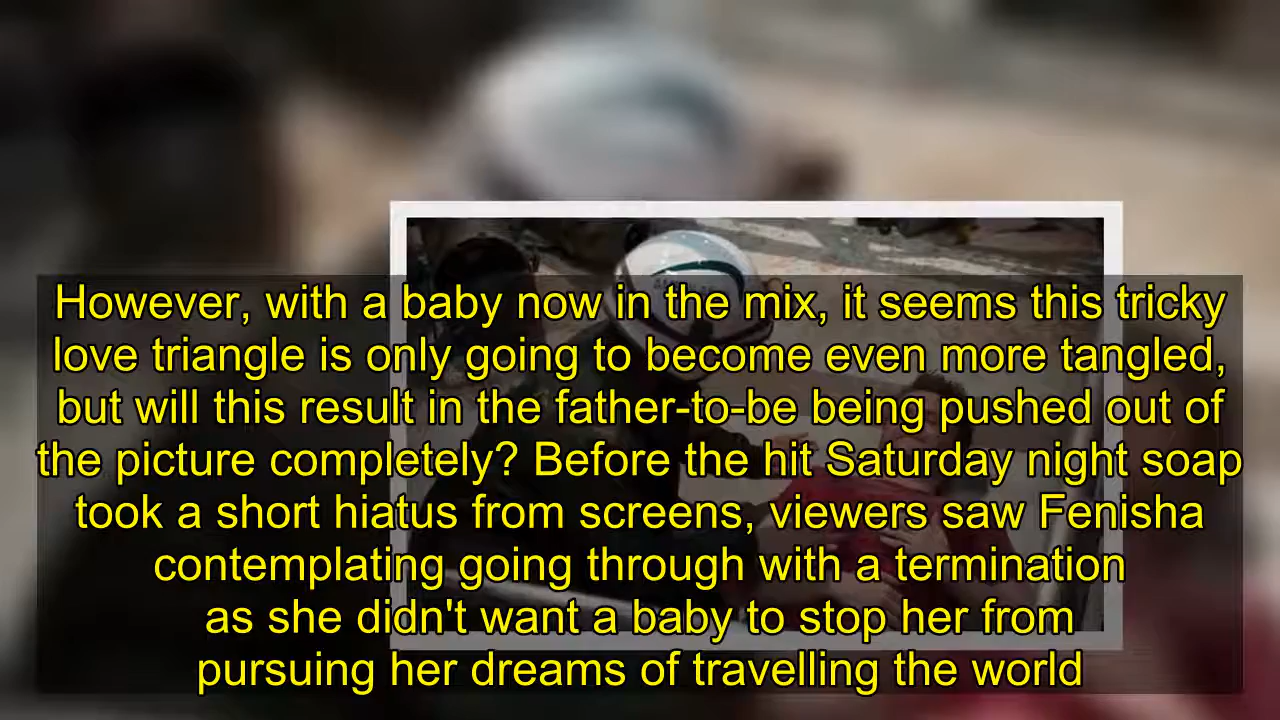 However, with a baby now in the mix, it seems this tricky
love triangle is only going to become even more tangled,
but will this result in the father-to-be being pushed out of
the picture completely? Before the hit Saturday night soap
took a short hiatus from screens, viewers saw Fenisha
contemplating going through with a termination
as she didn't want a baby to stop her from
pursuing her dreams of travelling the world